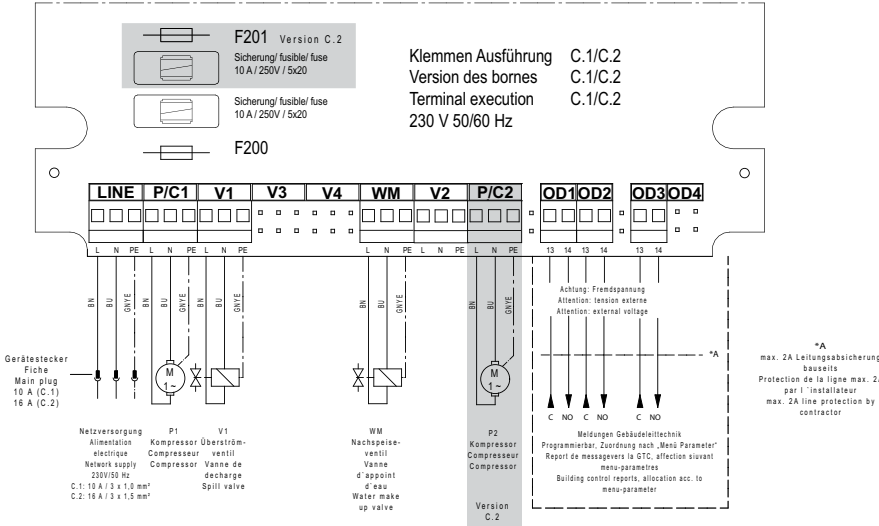 F201 Version C.2
Sicherung/ fusible/ fuse
10 A / 250V / 5x20
Sicherung/ fusible/ fuse
10 A / 250V / 5x20
F200
Klemmen Ausführung C.1/C.2
Version des bornes C.1/C.2
Terminal execution C.1/C.2
230 V 50/60 Hz
LINE P/C1 V1 V3 V4 WM V2 P/C2 OD1 OD2 OD3 OD4
L N PE L N PE L N PE L N PE L N PE L N PE 13 14 13 14 13 14
BN BU GNYE BN BU GNYE BN BU GNYE BN BU GNYE
Achtung: Fremdspannung
Attention: tension externe
Attention: external voltage
*A
C NO C NO C NO
Gerätestecker
Fiche
Main plug
10 A (C.1)
16 A (C.2)
M
1 ~
M
1 ~
Netzversorgung
Alimentation
electrique
Network supply
230V/50 Hz
C.1: 10 A / 3 x 1,0 mm²
C.2: 16 A / 3 x 1,5 mm²
P1
Kompressor
Compresseur
Compressor
V1
Überström-
ventil
Vanne de
decharge
Spill valve
WM
Nachspeise-
ventil
Vanne
d`appoint
d`eau
Water make
up valve
P2
Kompressor
Compresseur
Compressor
Version
C.2
Meldungen Gebäudeleittechnik
Programmierbar, Zuordnung nach „Menü Parameter“
Report de messagevers la GTC, affection siuvant
menu-parametres
Building control reports, allocation acc. to
menu-parameter
*A
max. 2A Leitungsabsicherung
bauseits
Protection de la ligne max. 2A
par l `installateur
max. 2A line protection by
contractor